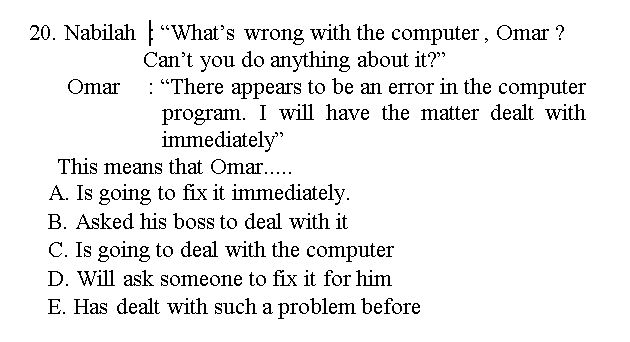 20. Nabilah : “What’s wrong with the computer , Omar ?
Can’t you do anything about it?”
Omar : “There appears to be an error in the computer
program. I will have the matter dealt with
immediately”
This means that Omar.....
A. Is going to fix it immediately.
B. Asked his boss to deal with it
C. Is going to deal with the computer
D. Will ask someone to fix it for him
E. Has dealt with such a problem before